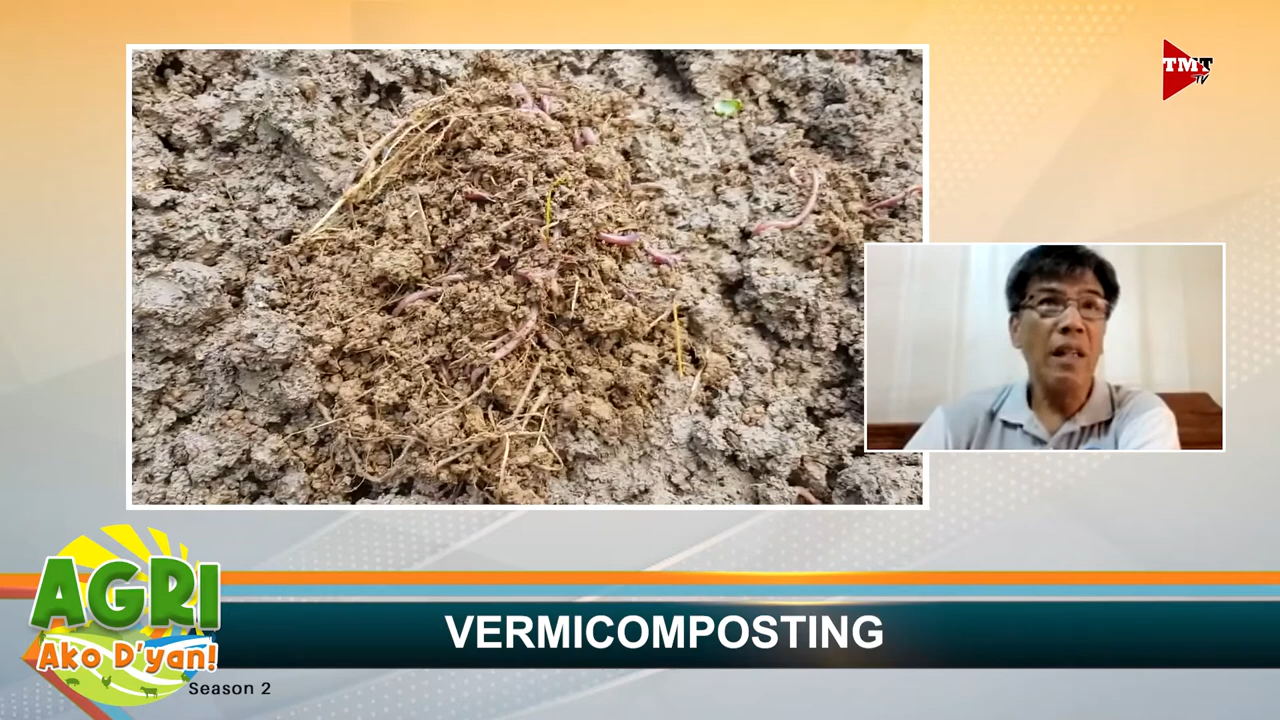 TMT
TV
VERMICOMPOSTING
AGRI
Ako D'yan!
Season 2